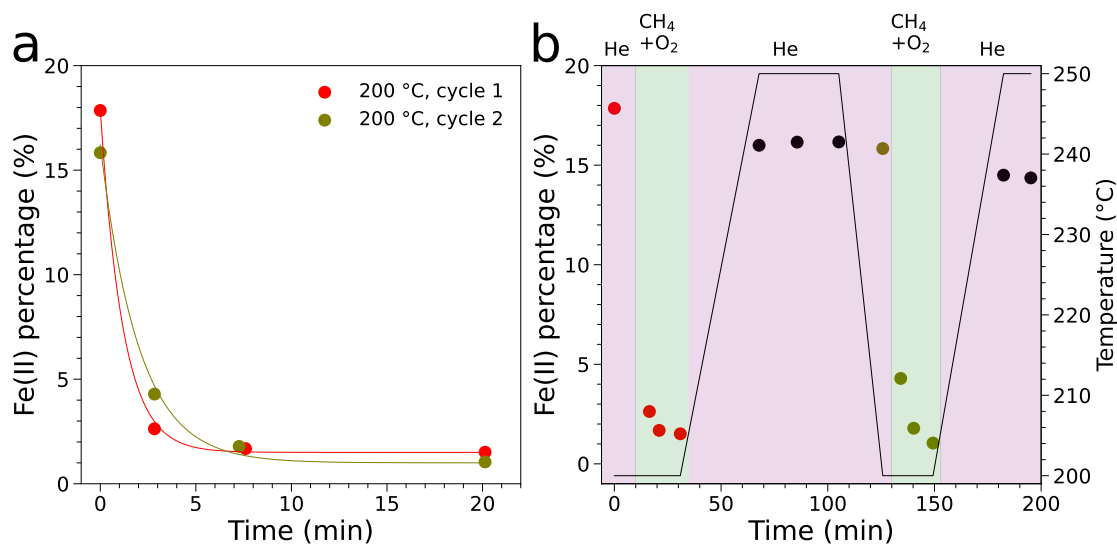 a
Fe(II) percentage (%)
20
15
10
5
0
200 °C, cycle 1
200 °C, cycle 2
0
5
10
15
20
Time (min)
b
He
CH₄
+O₂
He
CH₄
+O₂
He
Fe(II) percentage (%)
20
15
10
5
0
250
240
230
220
210
200
Temperature (°C)
0
50
100
150
200
Time (min)